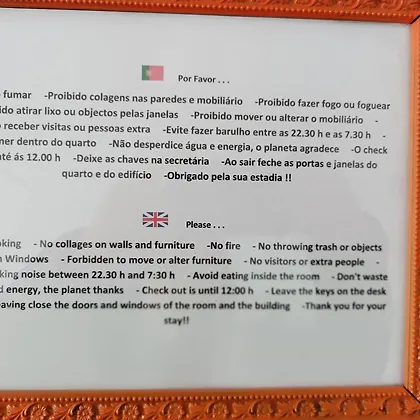 Por Favor . . .
fumar -Proibido colagens nas paredes e mobiliário -Proibido fazer fogo ou foguear
ido atirar lixo ou objectos pelas janelas -Proibido mover ou alterar o mobiliário -
receber visitas ou pessoas extra -Evite fazer barulho entre as 22.30 h e as 7.30 h -
mer dentro do quarto -Não desperdice água e energia, o planeta agradece -O check
até ás 12.00 h -Deixe as chaves na secretária -Ao sair feche as portas e janelas do
quarto e do edifício -Obrigado pela sua estadia !!
Please . . .
oking - No collages on walls and furniture -No fire - No throwing trash or objects
Windows - Forbidden to move or alter furniture - No visitors or extra people -
king noise between 22.30 h and 7:30 h - Avoid eating inside the room - Don't waste
energy, the planet thanks - Check out is until 12:00 h - Leave the keys on the desk
eaving close the doors and windows of the room and the building -Thank you for your
stay!!